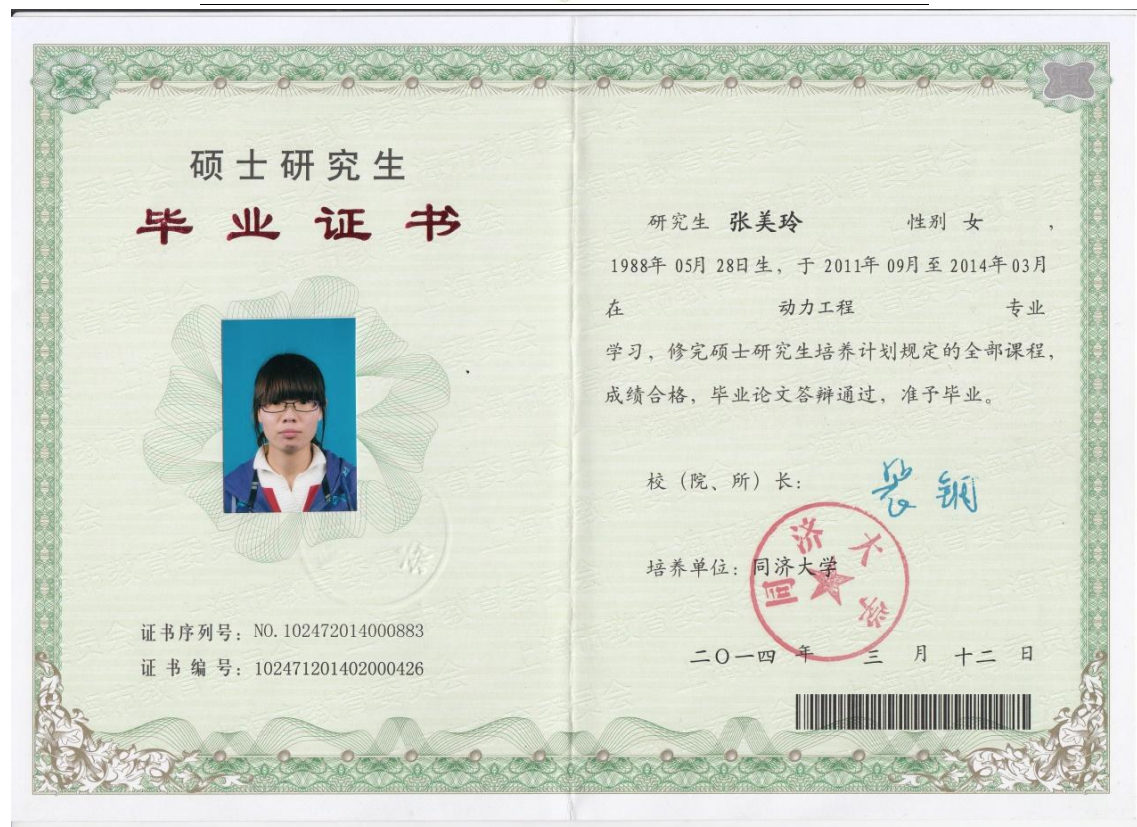 硕士研究生
毕业证书
证书序列号：NO. 102472014000883
证书编号：102471201402000426
研究生 张美玲 性别 女 ，
1988年 05月 28日生，于 2011年 09月至 2014年 03月
在 动力工程 专业
学习，修完硕士研究生培养计划规定的全部课程，
成绩合格，毕业论文答辩通过，准予毕业。
校（院、所）长：
裴钢
培养单位：同济大学
同济大学
二〇一四 年 三 月 十二 日